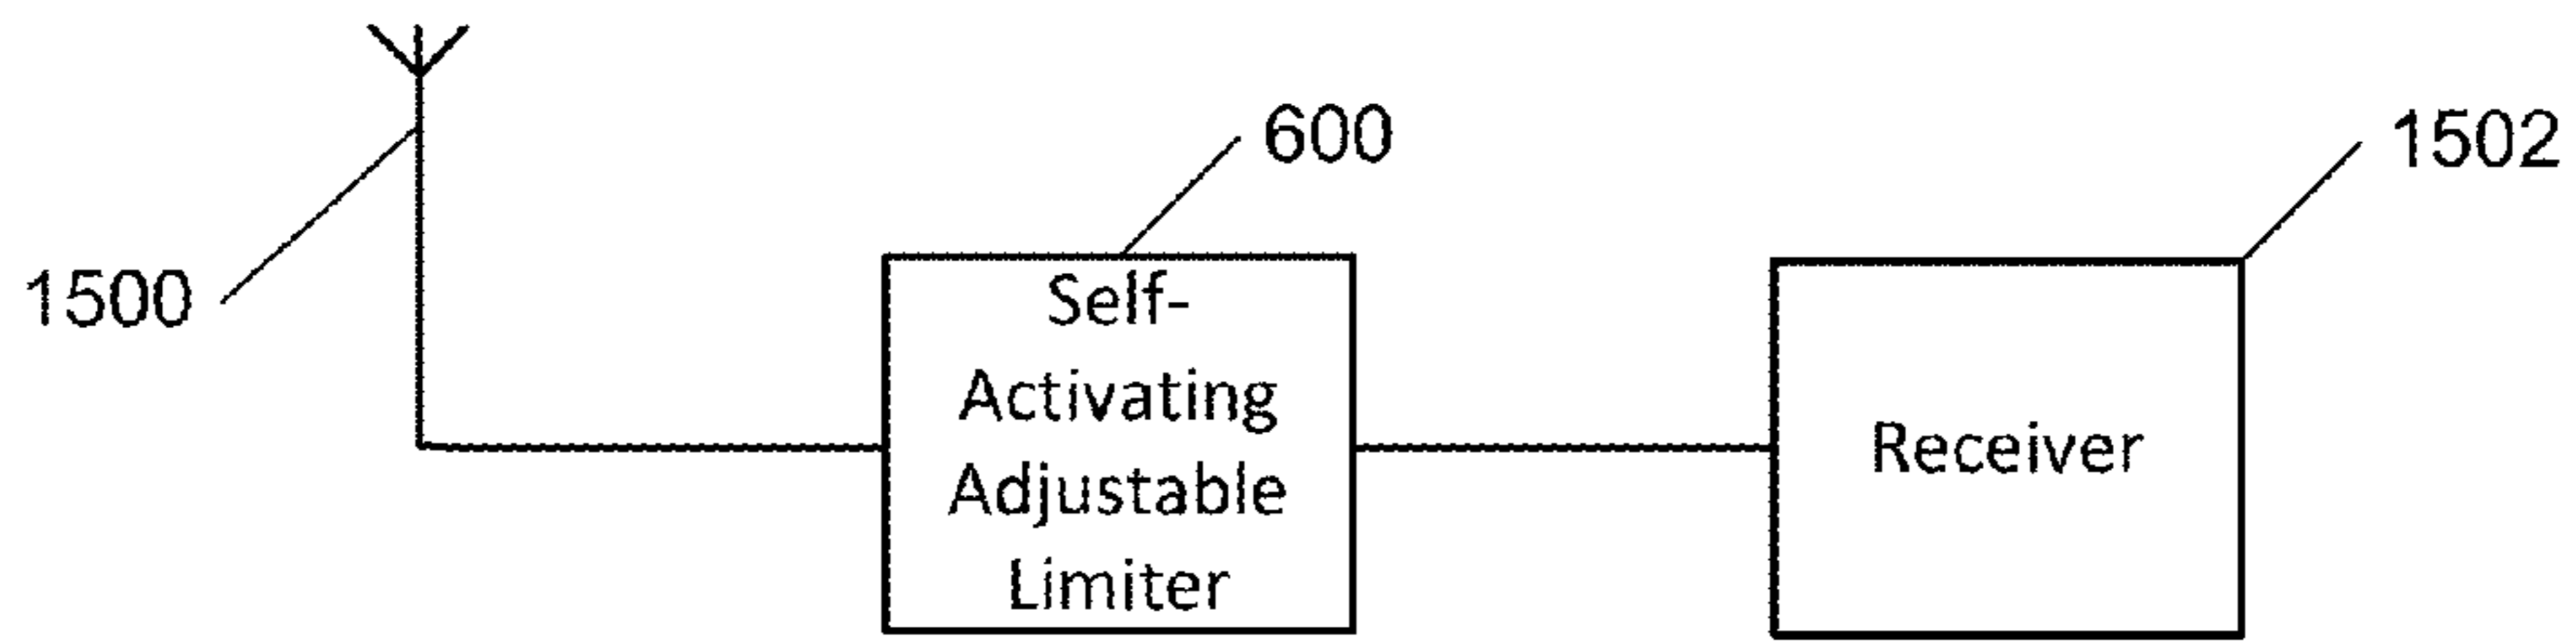 600
1502
1500
Self-
Activating
Adjustable
Limiter
Receiver